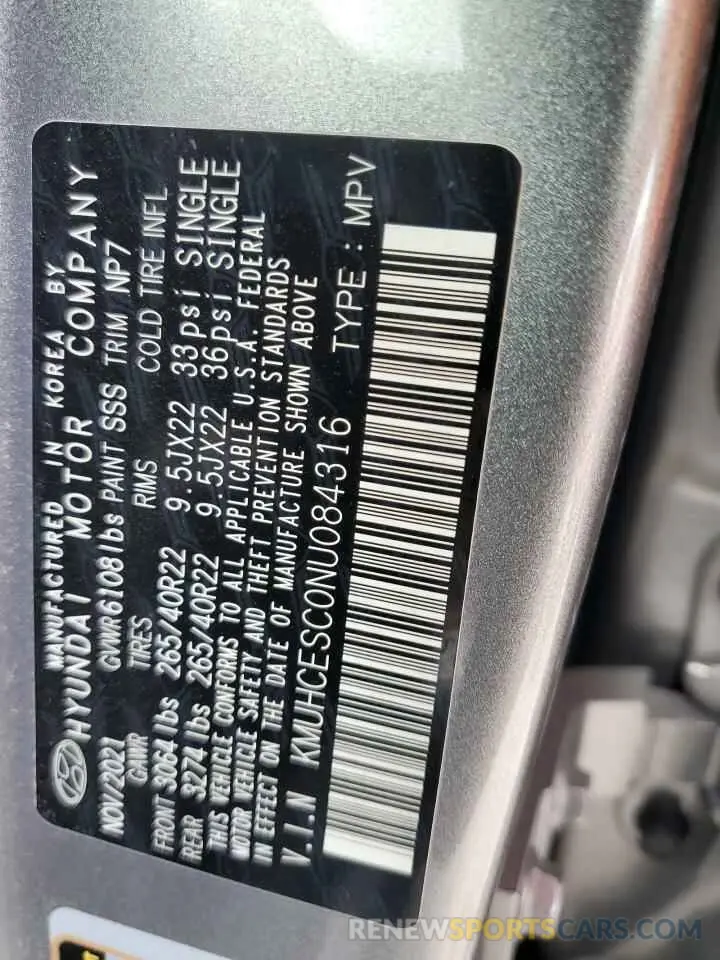 MANUFACTURED IN KOREA BY
HYUNDAI MOTOR COMPANY
NOV/2021 GVWR6108lbs PAINT SSS TRIM NP7
GAWR TIRES RIMS COLD TIRE INFL
FRONT 3064lbs 265/40R22 9.5JX22 33psi SINGLE
REAR 3274lbs 265/40R22 9.5JX22 36psi SINGLE
THIS VEHICLE CONFORMS TO ALL APPLICABLE U.S.A. FEDERAL
MOTOR VEHICLE SAFETY AND THEFT PREVENTION STANDARDS
IN EFFECT ON THE DATE OF MANUFACTURE SHOWN ABOVE
V.I.N KMUHCESC0NU084316 TYPE : MPV
RENEWSPORTSCARS.COM